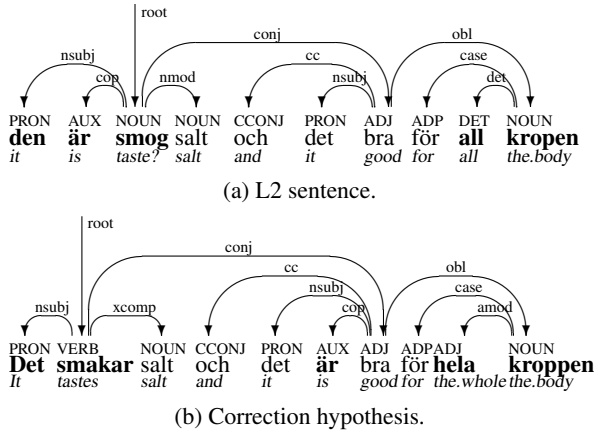 root
conj
obl
nsubj
cc
case
cop
nmod
nsubj
det
PRON AUX NOUN NOUN CCONJ PRON ADJ ADP DET NOUN
den är smog salt och det bra för all kropen
it is taste? salt and it good for all the.body
(a) L2 sentence.
root
conj
cc
obl
nsubj
case
nsubj
xcomp
cop
amod
PRON VERB NOUN CCONJ PRON AUX ADJ ADP ADJ NOUN
Det smakar salt och det är bra för hela kroppen
It tastes salt and it is good for the.whole the.body
(b) Correction hypothesis.